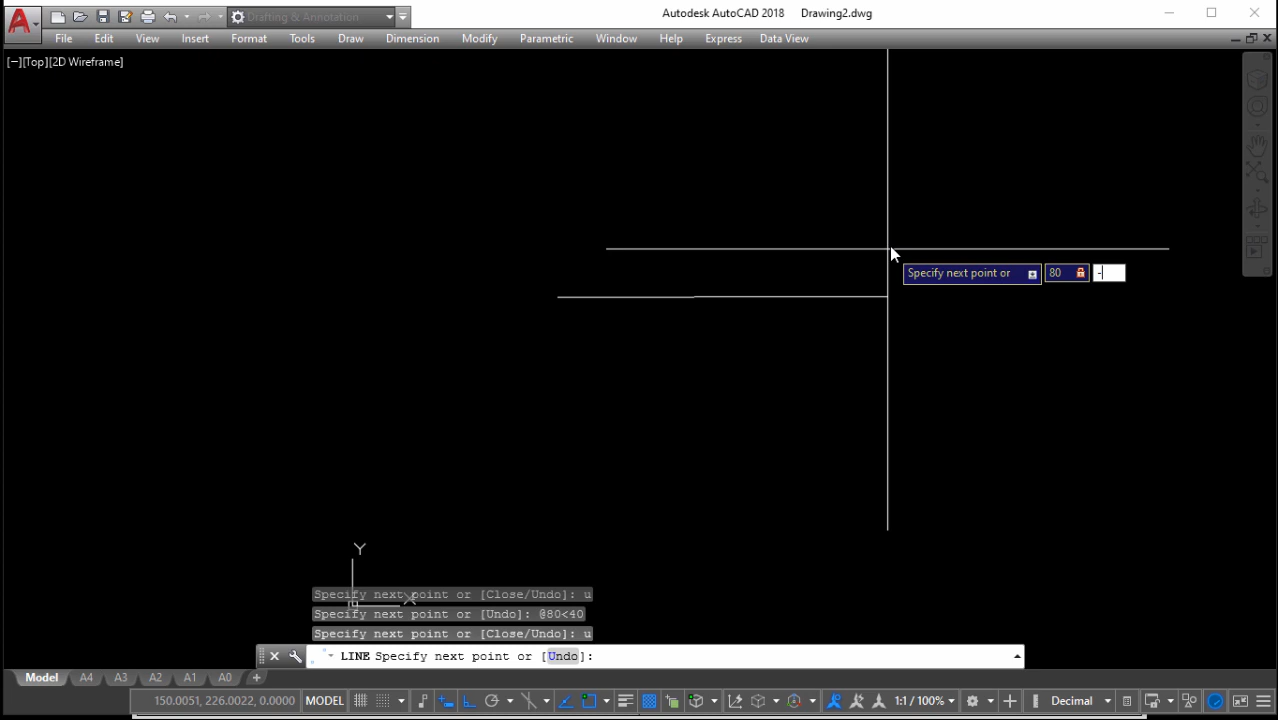 Drafting & Annotation
Autodesk AutoCAD 2018 Drawing2.dwg
File Edit View Insert Format Tools Draw Dimension Modify Parametric Window Help Express Data View
[−][Top][2D Wireframe]
Specify next point or 80 -
Y
X
Specify next point or [Close/Undo]: u
Specify next point or [Undo]: @80<40
Specify next point or [Close/Undo]: u
LINE Specify next point or [Undo]:
Model A4 A3 A2 A1 A0 +
150.0051, 226.0022, 0.0000 MODEL 1:1 / 100% Decimal